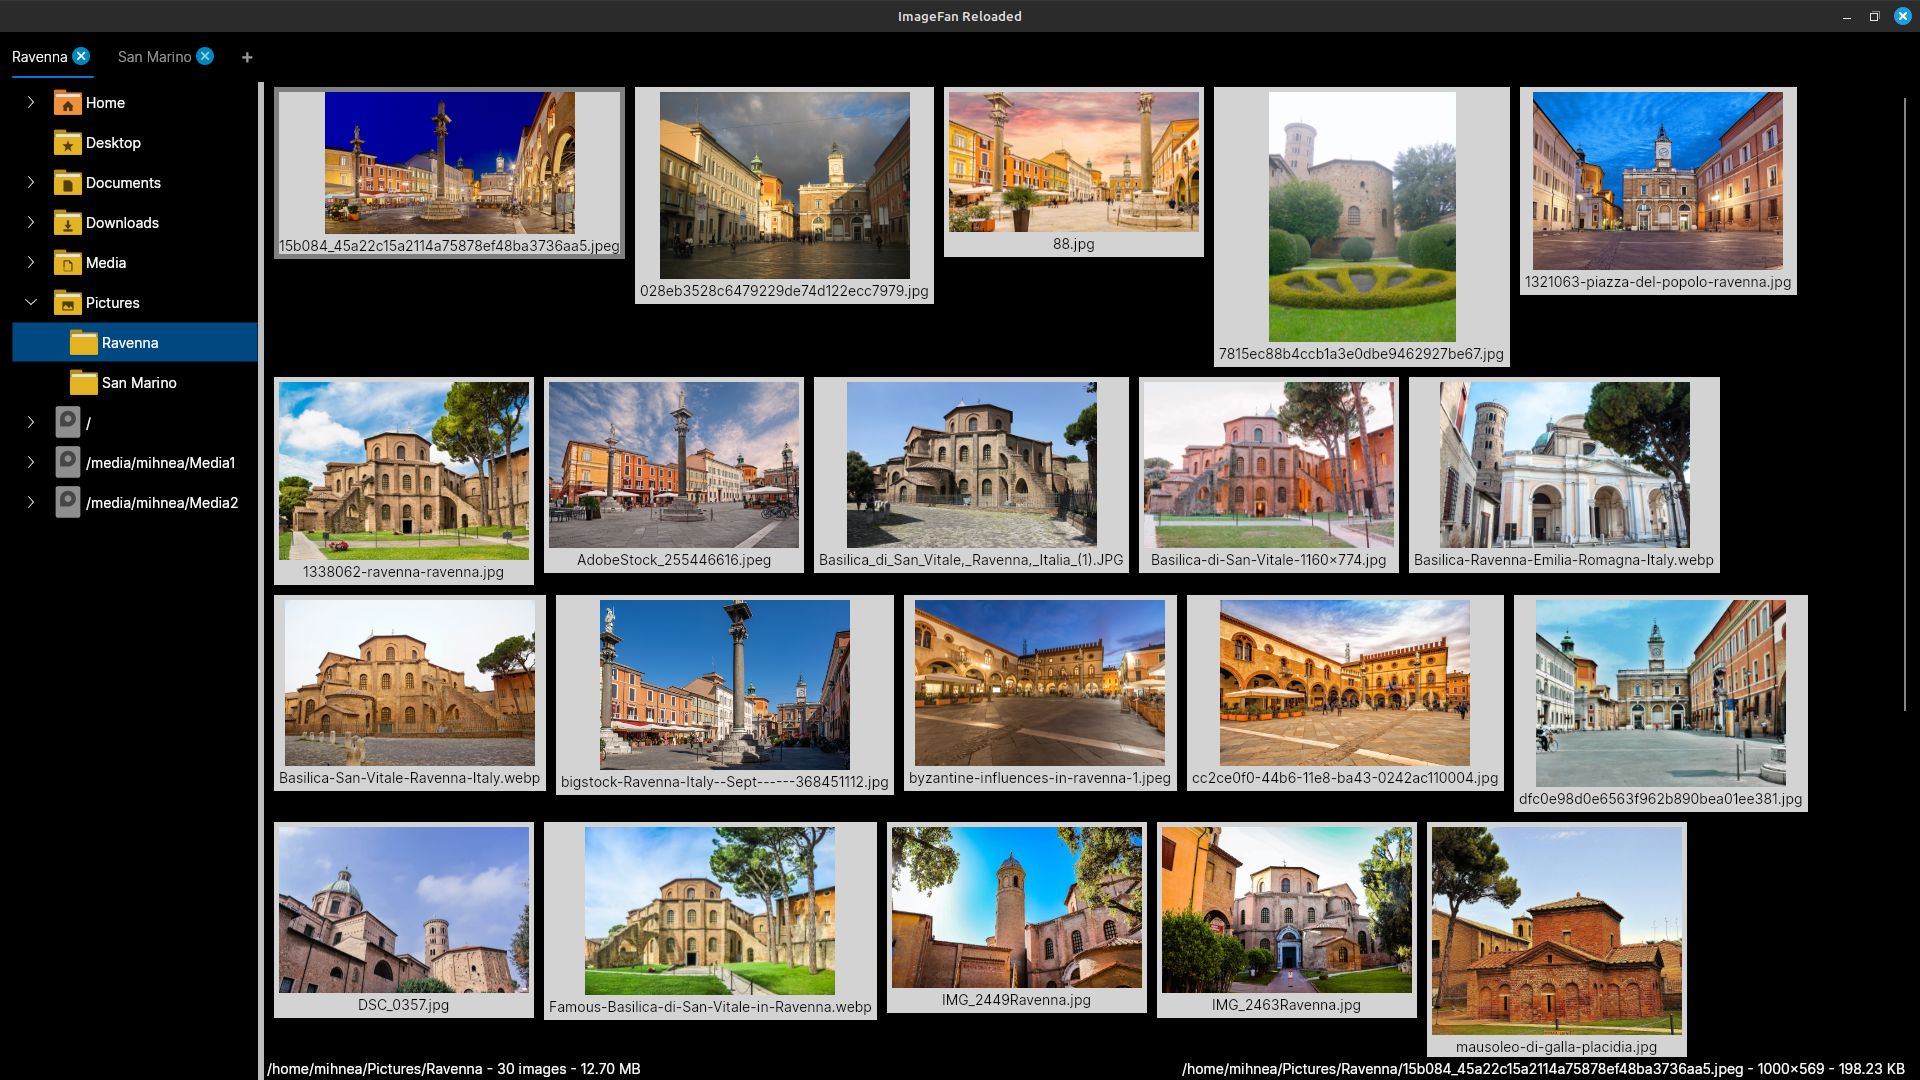 ImageFan Reloaded
Ravenna
San Marino
+
Home
Desktop
Documents
Downloads
Media
Pictures
Ravenna
San Marino
/
/media/mihnea/Media1
/media/mihnea/Media2
15b084_45a22c15a2114a75878ef48ba3736aa5.jpeg
028eb3528c6479229de74d122ecc7979.jpg
88.jpg
7815ec88b4ccb1a3e0dbe9462927be67.jpg
1321063-piazza-del-popolo-ravenna.jpg
1338062-ravenna-ravenna.jpg
AdobeStock_255446616.jpeg
Basilica_di_San_Vitale,_Ravenna,_Italia_(1).JPG
Basilica-di-San-Vitale-1160×774.jpg
Basilica-Ravenna-Emilia-Romagna-Italy.webp
Basilica-San-Vitale-Ravenna-Italy.webp
bigstock-Ravenna-Italy--Sept------368451112.jpg
byzantine-influences-in-ravenna-1.jpeg
cc2ce0f0-44b6-11e8-ba43-0242ac110004.jpg
dfc0e98d0e6563f962b890bea01ee381.jpg
DSC_0357.jpg
Famous-Basilica-di-San-Vitale-in-Ravenna.webp
IMG_2449Ravenna.jpg
IMG_2463Ravenna.jpg
mausoleo-di-galla-placidia.jpg
/home/mihnea/Pictures/Ravenna - 30 images - 12.70 MB
/home/mihnea/Pictures/Ravenna/15b084_45a22c15a2114a75878ef48ba3736aa5.jpeg - 1000×569 - 198.23 KB